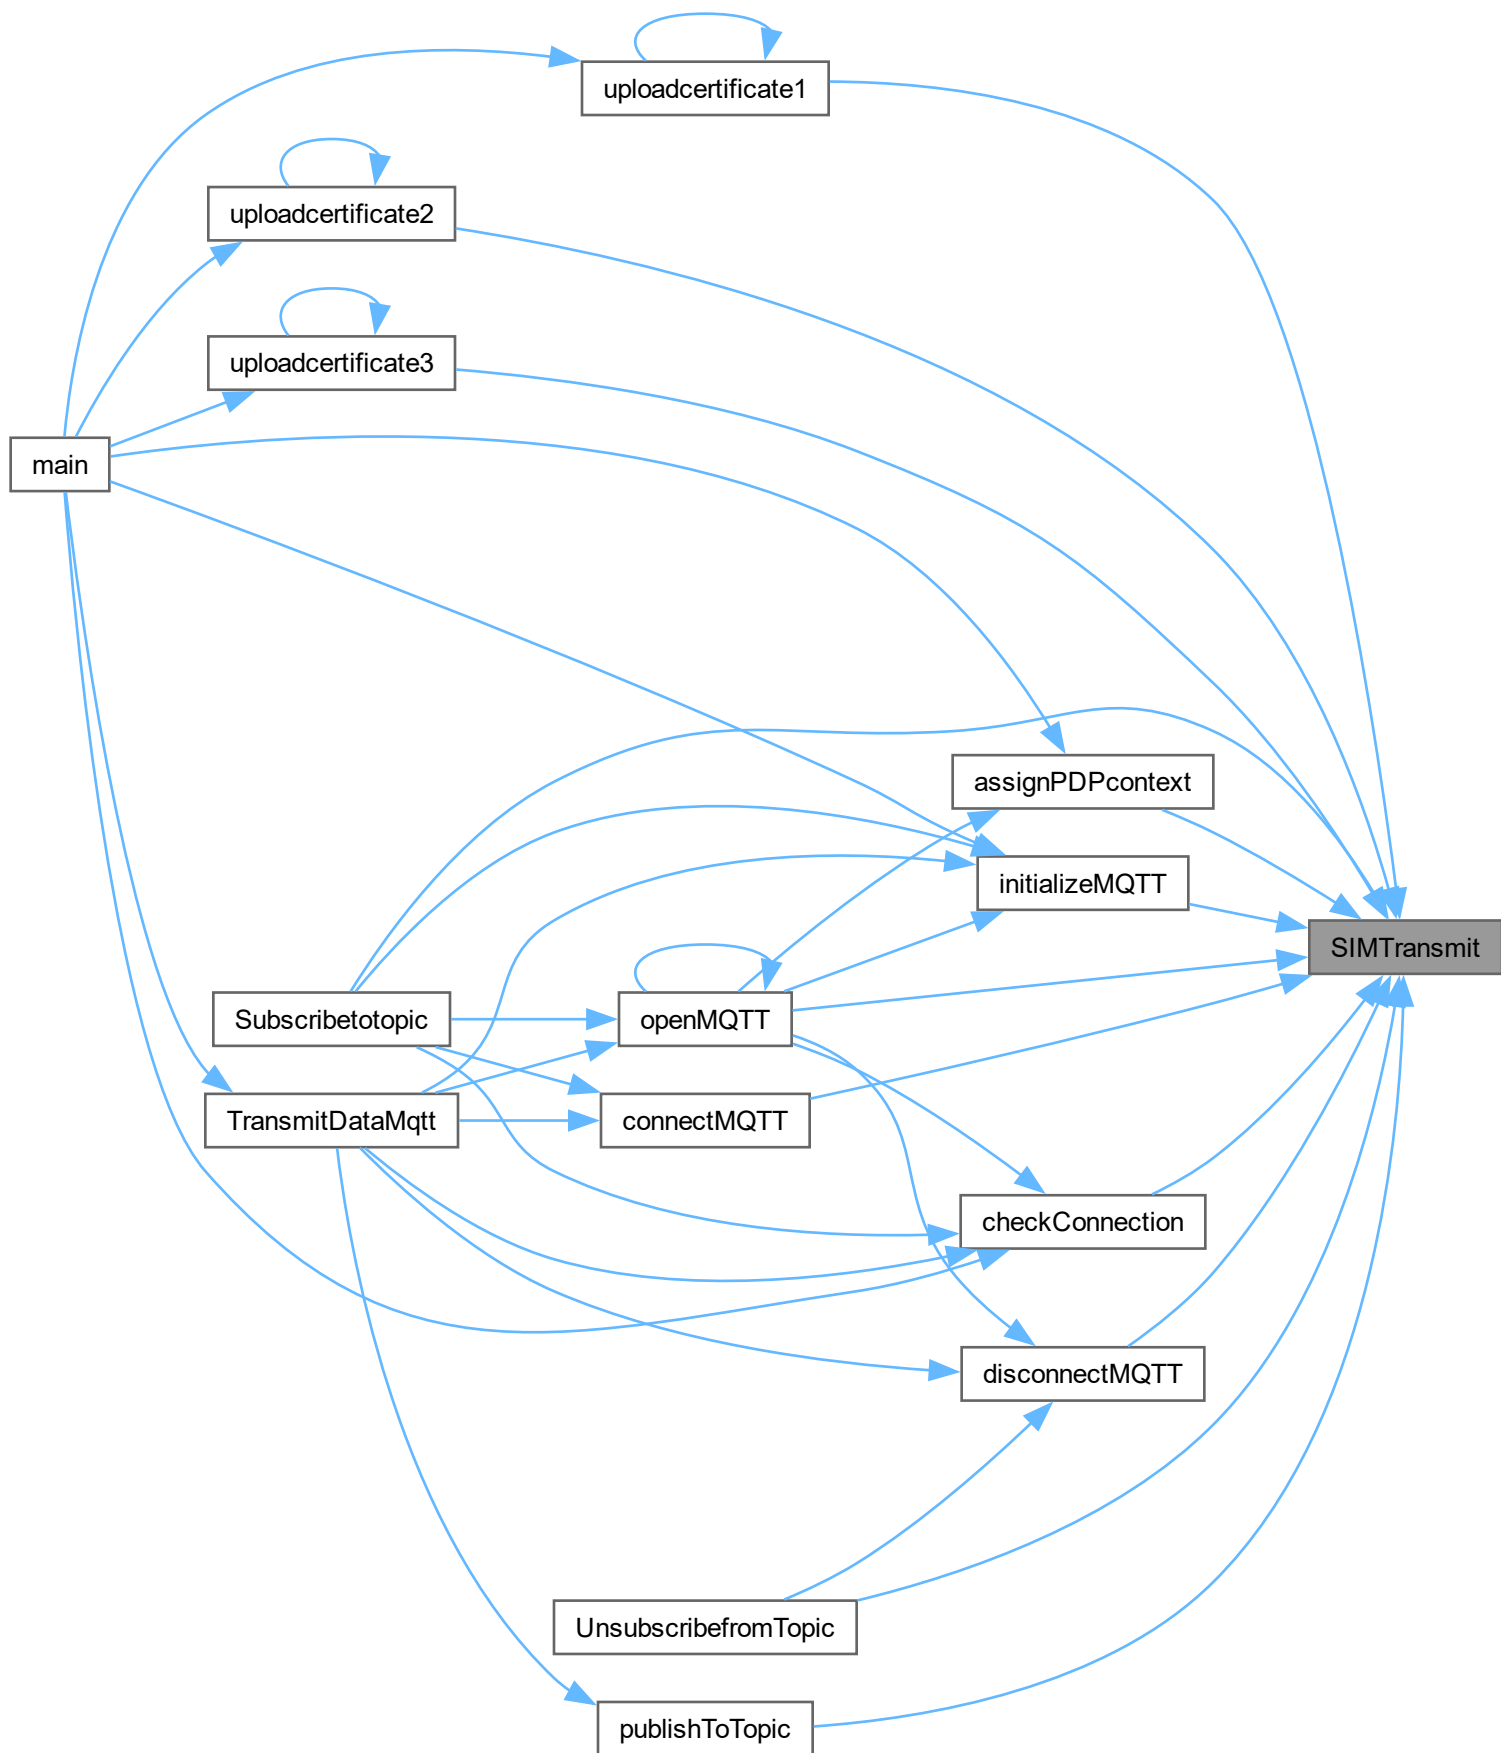 uploadcertificate1
uploadcertificate2
uploadcertificate3
main
assignPDPcontext
initializeMQTT
SIMTransmit
Subscribetotopic
openMQTT
TransmitDataMqtt
connectMQTT
checkConnection
disconnectMQTT
UnsubscribefromTopic
publishToTopic